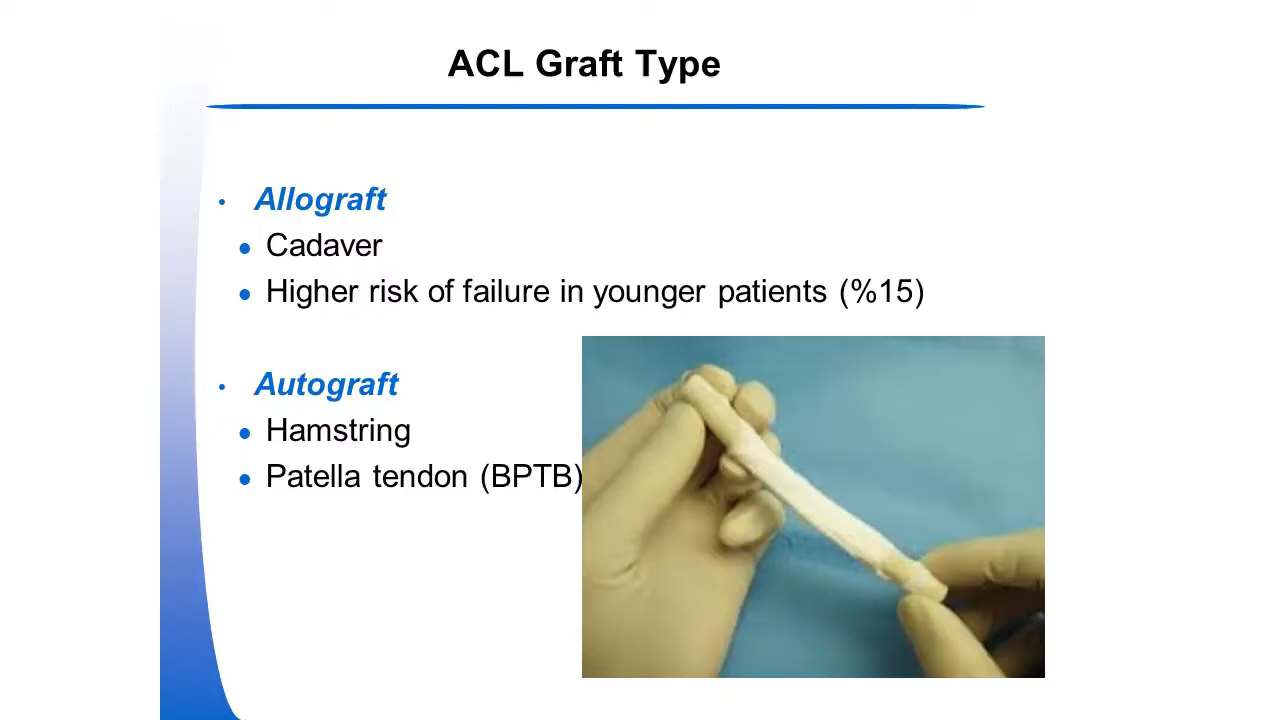 ACL Graft Type
• Allograft
● Cadaver
● Higher risk of failure in younger patients (%15)
• Autograft
● Hamstring
● Patella tendon (BPTB)